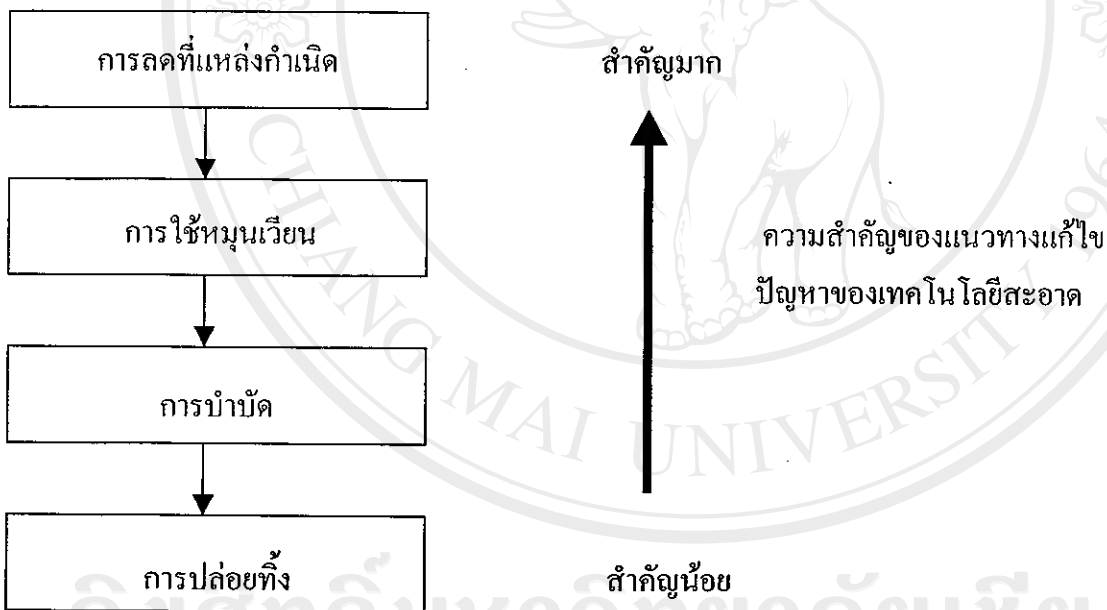 การลดที่แหล่งกำเนิด
สำคัญมาก
การใช้หมุนเวียน
ความสำคัญของแนวทางแก้ไข
ปัญหาของเทคโนโลยีสะอาด
การบำบัด
การปล่อยทิ้ง
สำคัญน้อย
CHIANG MAI UNIVERSITY 1964